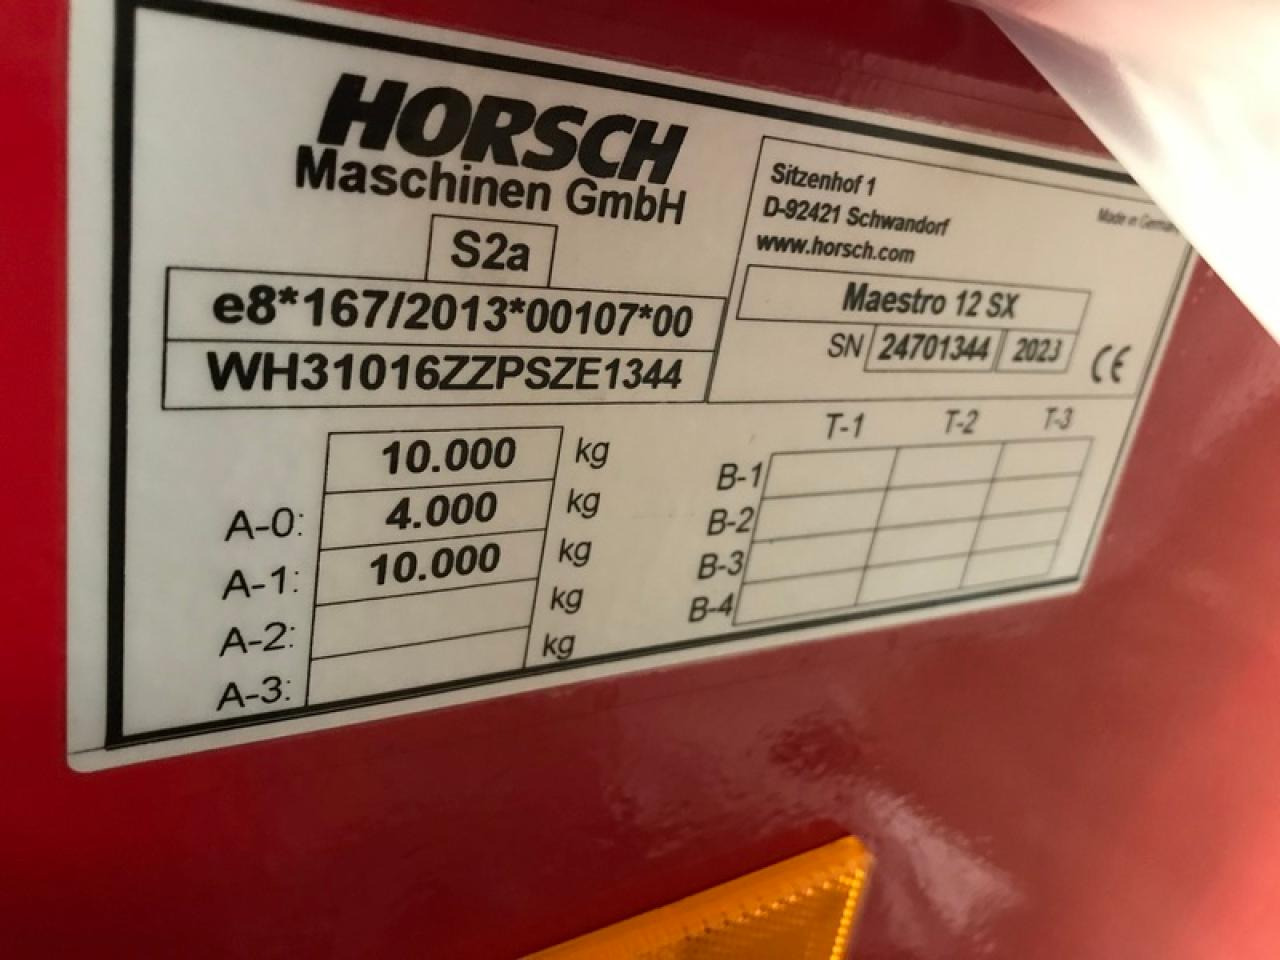 HORSCH
Maschinen GmbH
S2a
e8*167/2013*00107*00
WH31016ZZPSZE1344
Sitzenhof 1
D-92421 Schwandorf
www.horsch.com
Made in
Maestro 12 SX
SN 24701344 2023
CE
10.000 kg
A-0: 4.000 kg
A-1: 10.000 kg
A-2: kg
A-3: kg
T-1 T-2 T-3
B-1
B-2
B-3
B-4